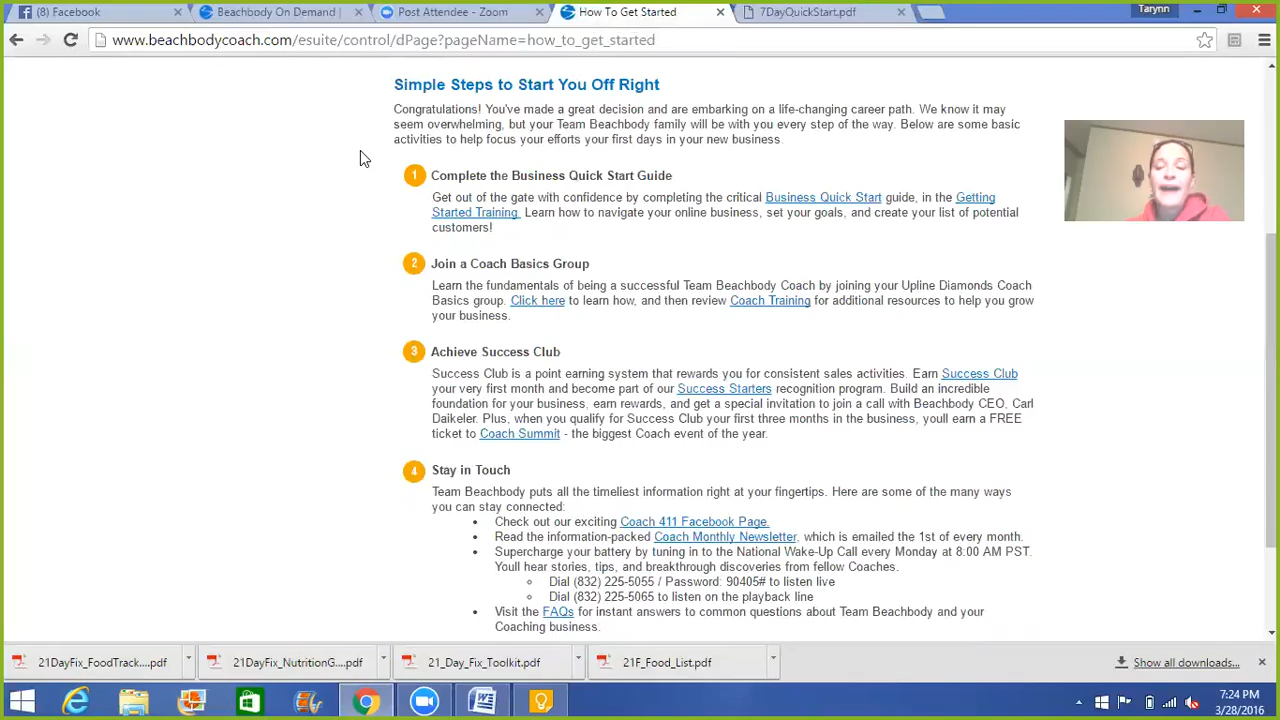 (8) Facebook
Beachbody On Demand |
Post Attendee - Zoom
How To Get Started
7DayQuickStart.pdf
Tarynn
www.beachbodycoach.com/esuite/control/dPage?pageName=how_to_get_started
Simple Steps to Start You Off Right
Congratulations! You've made a great decision and are embarking on a life-changing career path. We know it may
seem overwhelming, but your Team Beachbody family will be with you every step of the way. Below are some basic
activities to help focus your efforts your first days in your new business.
1 Complete the Business Quick Start Guide
Get out of the gate with confidence by completing the critical Business Quick Start guide, in the Getting
Started Training. Learn how to navigate your online business, set your goals, and create your list of potential
customers!
2 Join a Coach Basics Group
Learn the fundamentals of being a successful Team Beachbody Coach by joining your Upline Diamonds Coach
Basics group. Click here to learn how, and then review Coach Training for additional resources to help you grow
your business.
3 Achieve Success Club
Success Club is a point earning system that rewards you for consistent sales activities. Earn Success Club
your very first month and become part of our Success Starters recognition program. Build an incredible
foundation for your business, earn rewards, and get a special invitation to join a call with Beachbody CEO, Carl
Daikeler. Plus, when you qualify for Success Club your first three months in the business, youll earn a FREE
ticket to Coach Summit - the biggest Coach event of the year.
4 Stay in Touch
Team Beachbody puts all the timeliest information right at your fingertips. Here are some of the many ways
you can stay connected:
• Check out our exciting Coach 411 Facebook Page.
• Read the information-packed Coach Monthly Newsletter, which is emailed the 1st of every month.
• Supercharge your battery by tuning in to the National Wake-Up Call every Monday at 8:00 AM PST.
Youll hear stories, tips, and breakthrough discoveries from fellow Coaches.
◦ Dial (832) 225-5055 / Password: 90405# to listen live
◦ Dial (832) 225-5065 to listen on the playback line
• Visit the FAQs for instant answers to common questions about Team Beachbody and your
Coaching business.
21DayFix_FoodTrack....pdf
21DayFix_NutritionG....pdf
21_Day_Fix_Toolkit.pdf
21F_Food_List.pdf
Show all downloads...
7:24 PM
3/28/2016